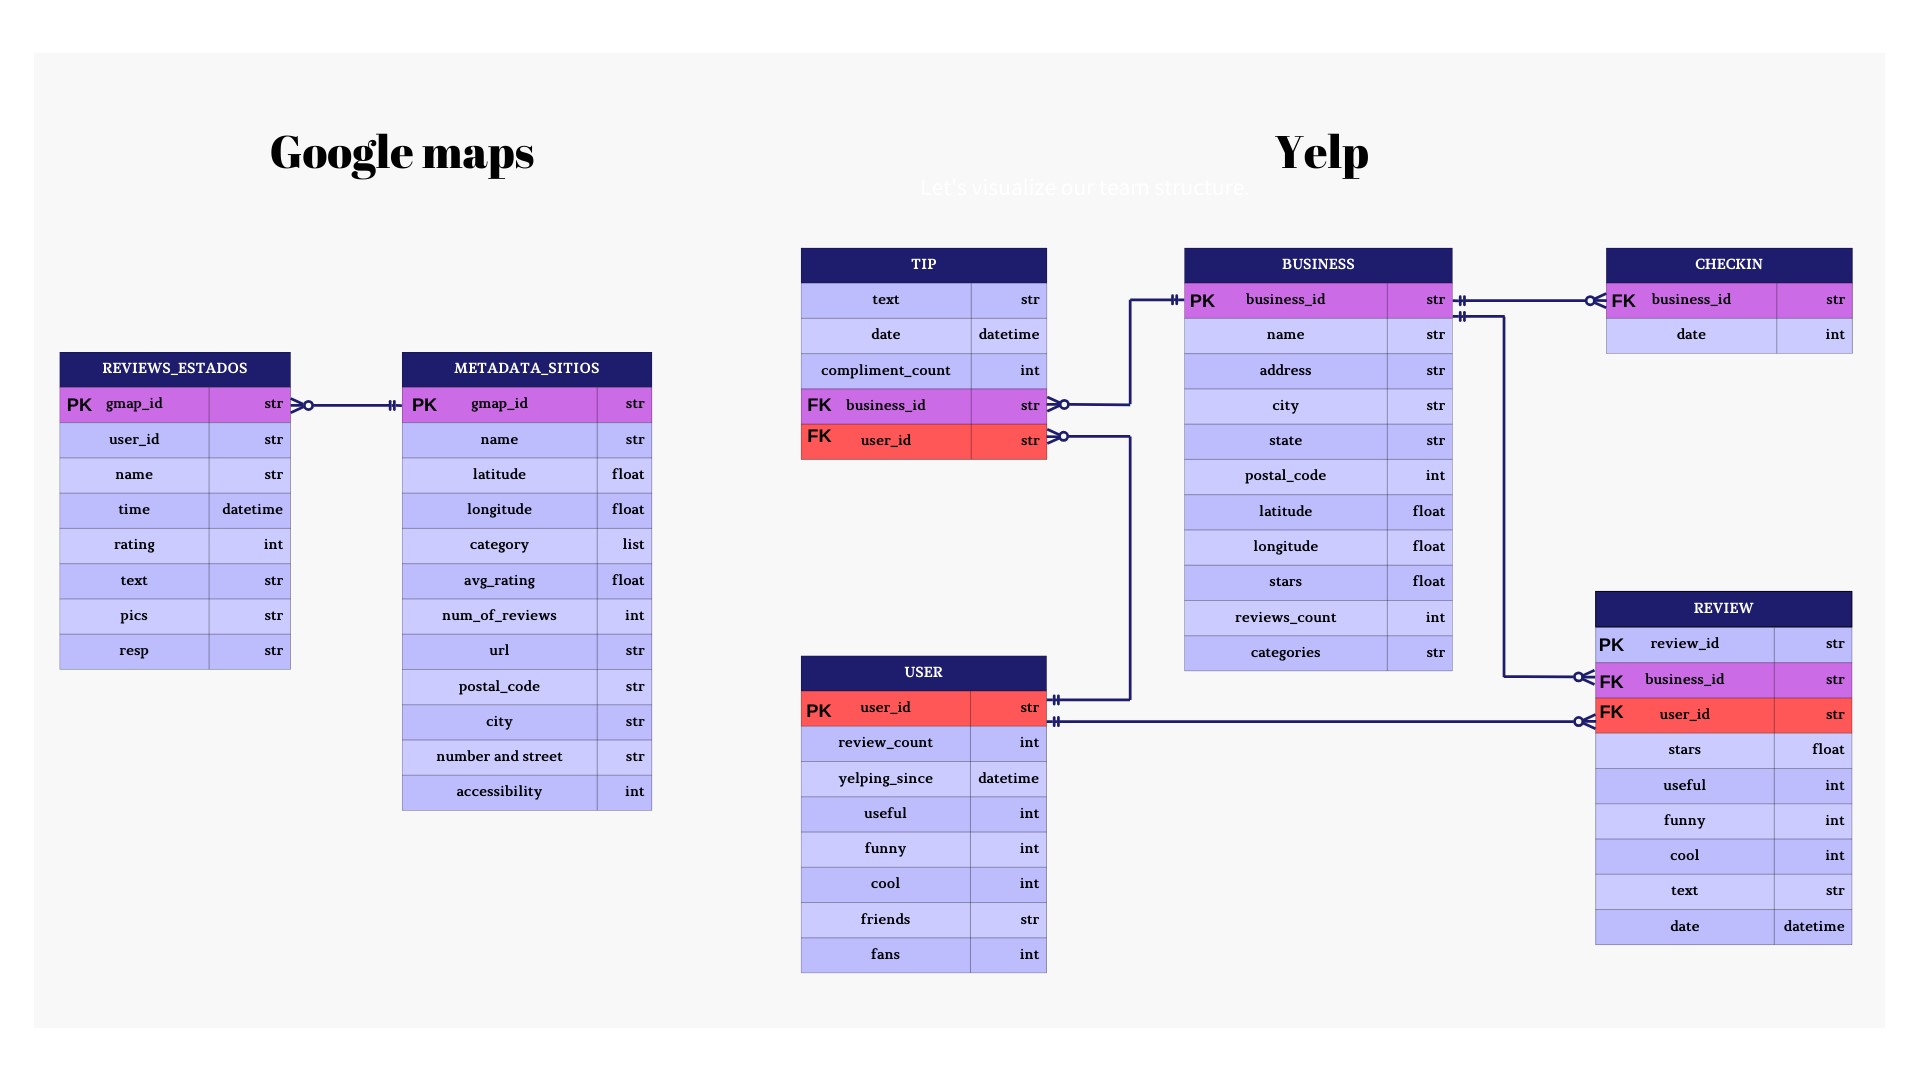 Google maps
Yelp
Let's visualize our team structure.
REVIEWS_ESTADOS
PK gmap_id str
user_id str
name str
time datetime
rating int
text str
pics str
resp str
METADATA_SITIOS
PK gmap_id str
name str
latitude float
longitude float
category list
avg_rating float
num_of_reviews int
url str
postal_code str
city str
number and street str
accessibility int
TIP
text str
date datetime
compliment_count int
FK business_id str
FK user_id str
USER
PK user_id str
review_count int
yelping_since datetime
useful int
funny int
cool int
friends str
fans int
BUSINESS
PK business_id str
name str
address str
city str
state str
postal_code int
latitude float
longitude float
stars float
reviews_count int
categories str
CHECKIN
FK business_id str
date int
REVIEW
PK review_id str
FK business_id str
FK user_id str
stars float
useful int
funny int
cool int
text str
date datetime